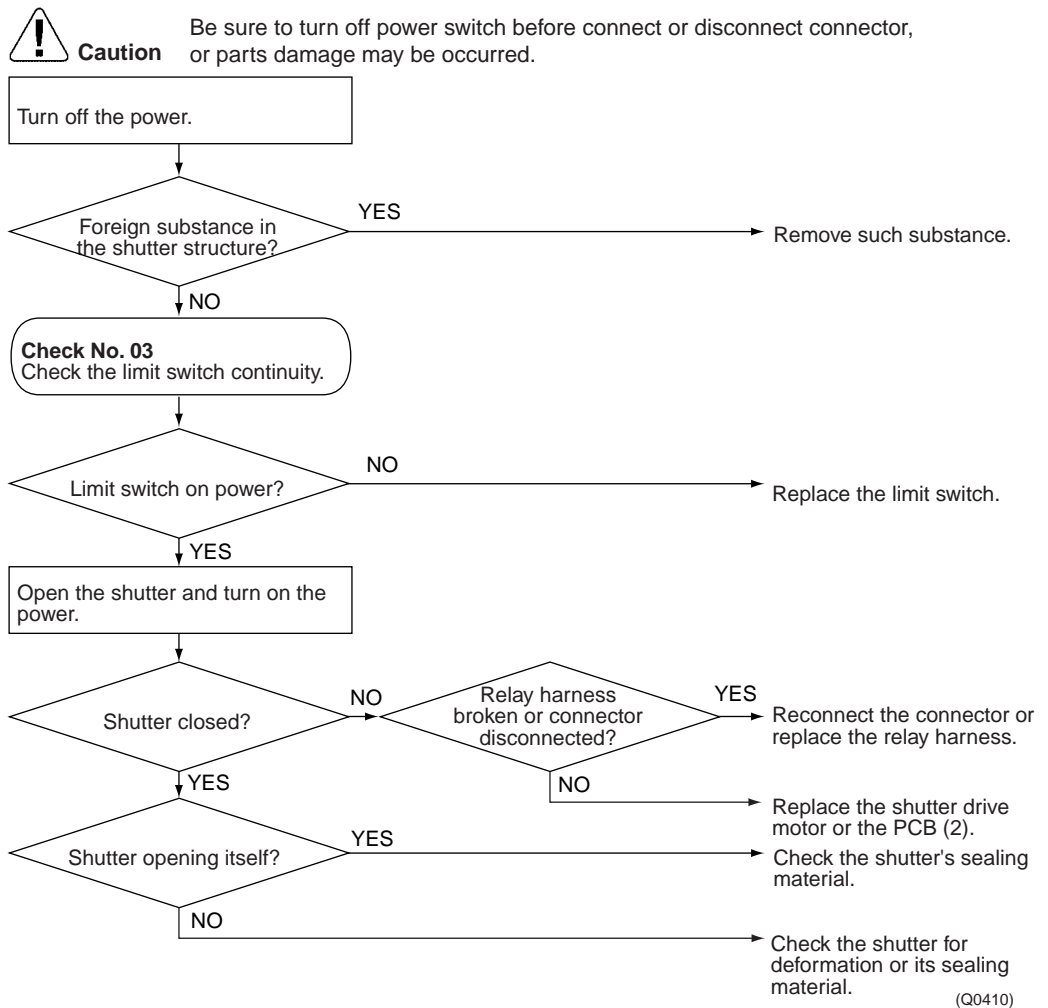 Be sure to turn off power switch before connect or disconnect connector,
Caution or parts damage may be occurred.
Turn off the power.
Foreign substance in
the shutter structure?
YES
Remove such substance.
NO
Check No. 03
Check the limit switch continuity.
Limit switch on power?
NO
Replace the limit switch.
YES
Open the shutter and turn on the
power.
Shutter closed?
NO
Relay harness
broken or connector
disconnected?
YES
Reconnect the connector or
replace the relay harness.
NO
Replace the shutter drive
motor or the PCB (2).
YES
Shutter opening itself?
YES
Check the shutter's sealing
material.
NO
Check the shutter for
deformation or its sealing
material.
(Q0410)